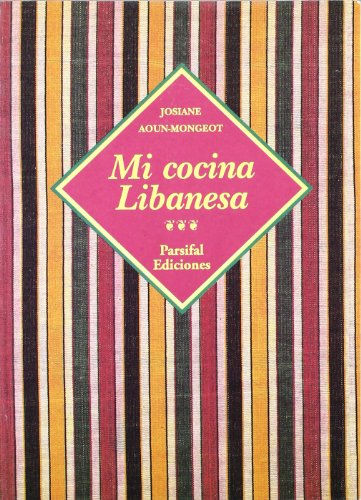 JOSIANE
AOUN-MONGEOT
Mi cocina
Libanesa
Parsifal
Ediciones